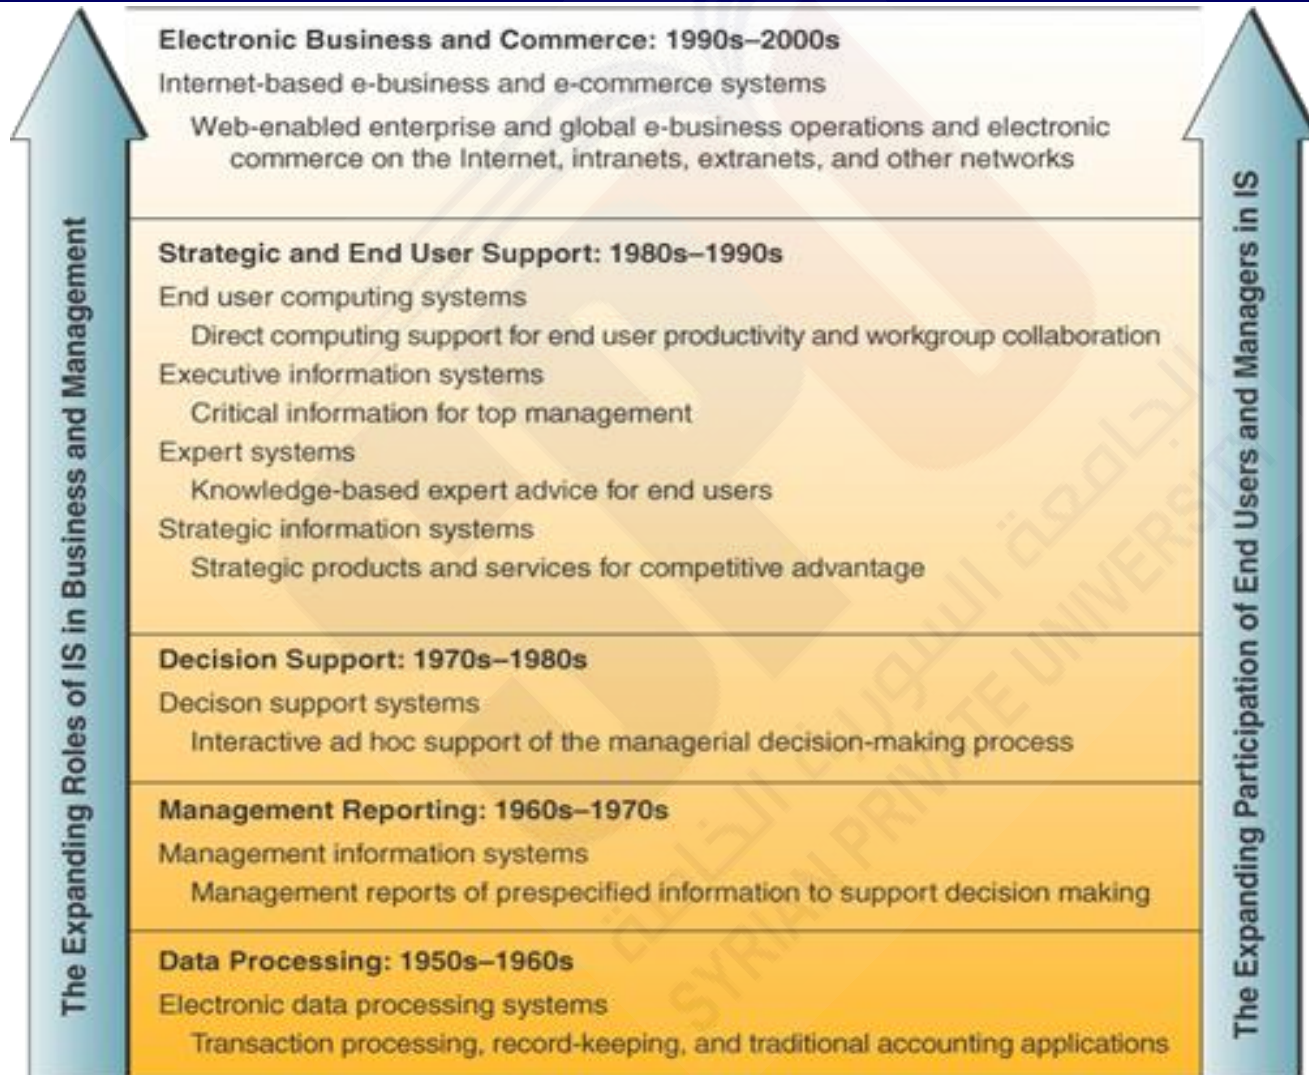 The Expanding Roles of IS in Business and Management
Electronic Business and Commerce: 1990s–2000s
Internet-based e-business and e-commerce systems
Web-enabled enterprise and global e-business operations and electronic
commerce on the Internet, intranets, extranets, and other networks
Strategic and End User Support: 1980s–1990s
End user computing systems
Direct computing support for end user productivity and workgroup collaboration
Executive information systems
Critical information for top management
Expert systems
Knowledge-based expert advice for end users
Strategic information systems
Strategic products and services for competitive advantage
Decision Support: 1970s–1980s
Decison support systems
Interactive ad hoc support of the managerial decision-making process
Management Reporting: 1960s–1970s
Management information systems
Management reports of prespecified information to support decision making
Data Processing: 1950s–1960s
Electronic data processing systems
Transaction processing, record-keeping, and traditional accounting applications
The Expanding Participation of End Users and Managers in IS
الجامعة السورية الخاصة
SYRIAN PRIVATE UNIVERSITY